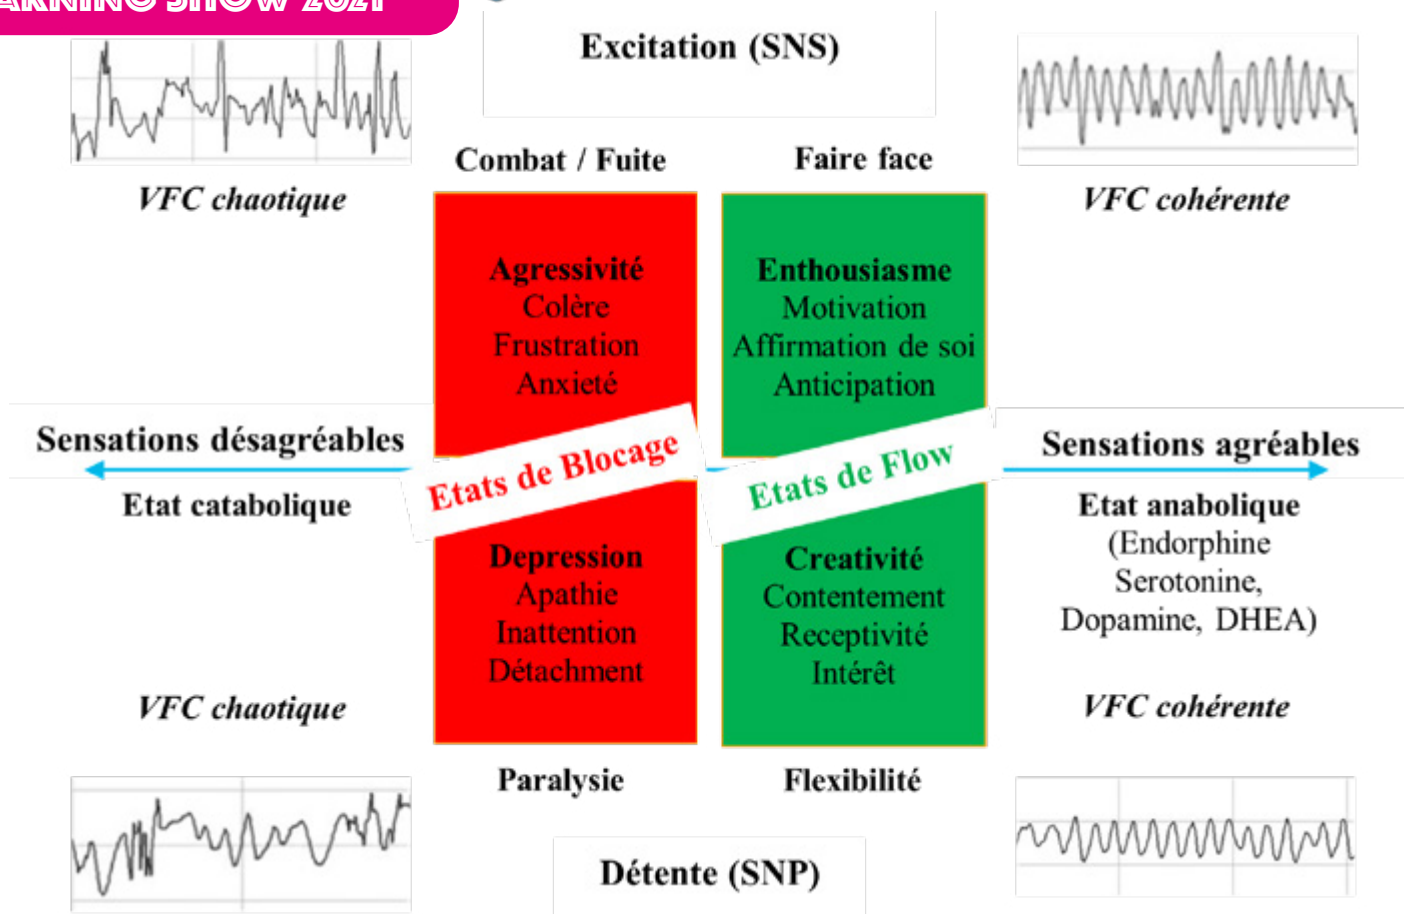 SHOW 2021
Excitation (SNS)
Combat / Fuite
Faire face
VFC chaotique
VFC cohérente
Agressivité
Colère
Frustration
Anxieté
Enthousiasme
Motivation
Affirmation de soi
Anticipation
Sensations désagréables
Etats de Blocage
Etats de Flow
Sensations agréables
Etat catabolique
Etat anabolique
(Endorphine
Serotonine,
Dopamine, DHEA)
Depression
Apathie
Inattention
Détachment
Creativité
Contentement
Receptivité
Intérêt
VFC chaotique
VFC cohérente
Paralysie
Flexibilité
Détente (SNP)